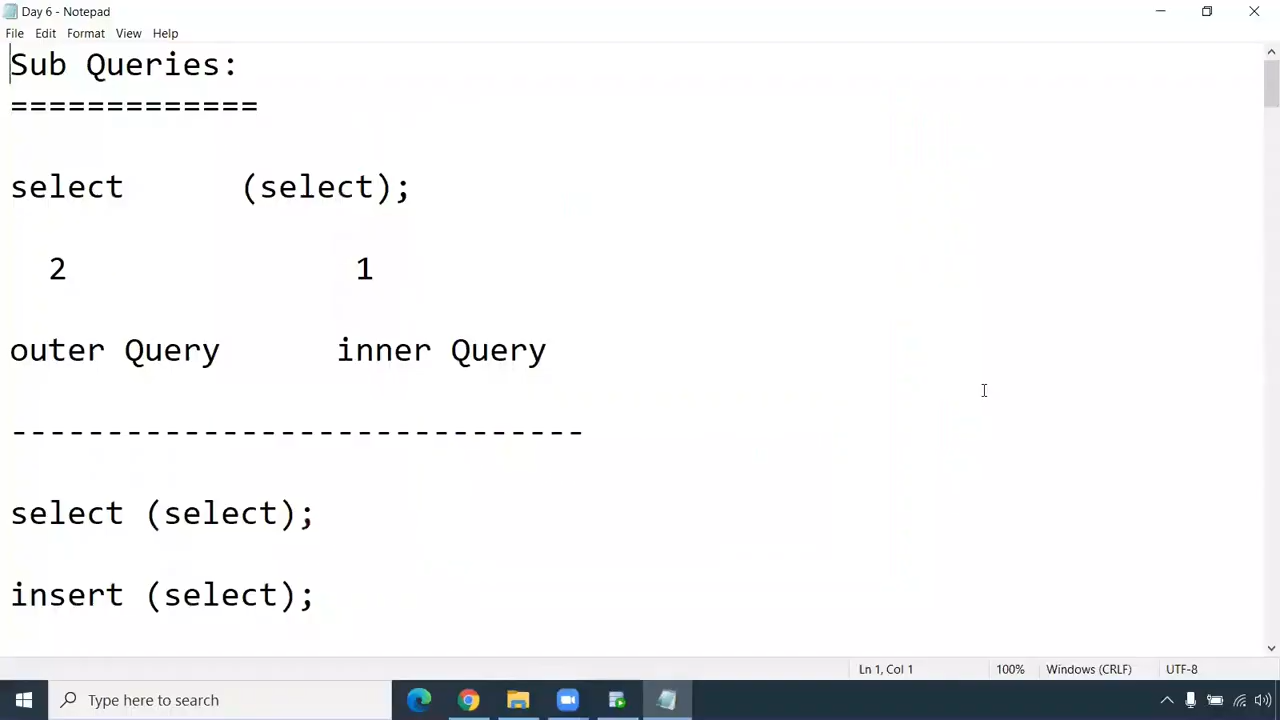 Day 6 - Notepad
File Edit Format View Help
Sub Queries:
=============
select (select);
2 1
outer Query inner Query
------------------------------
select (select);
insert (select);
Ln 1, Col 1 100% Windows (CRLF) UTF-8
Type here to search